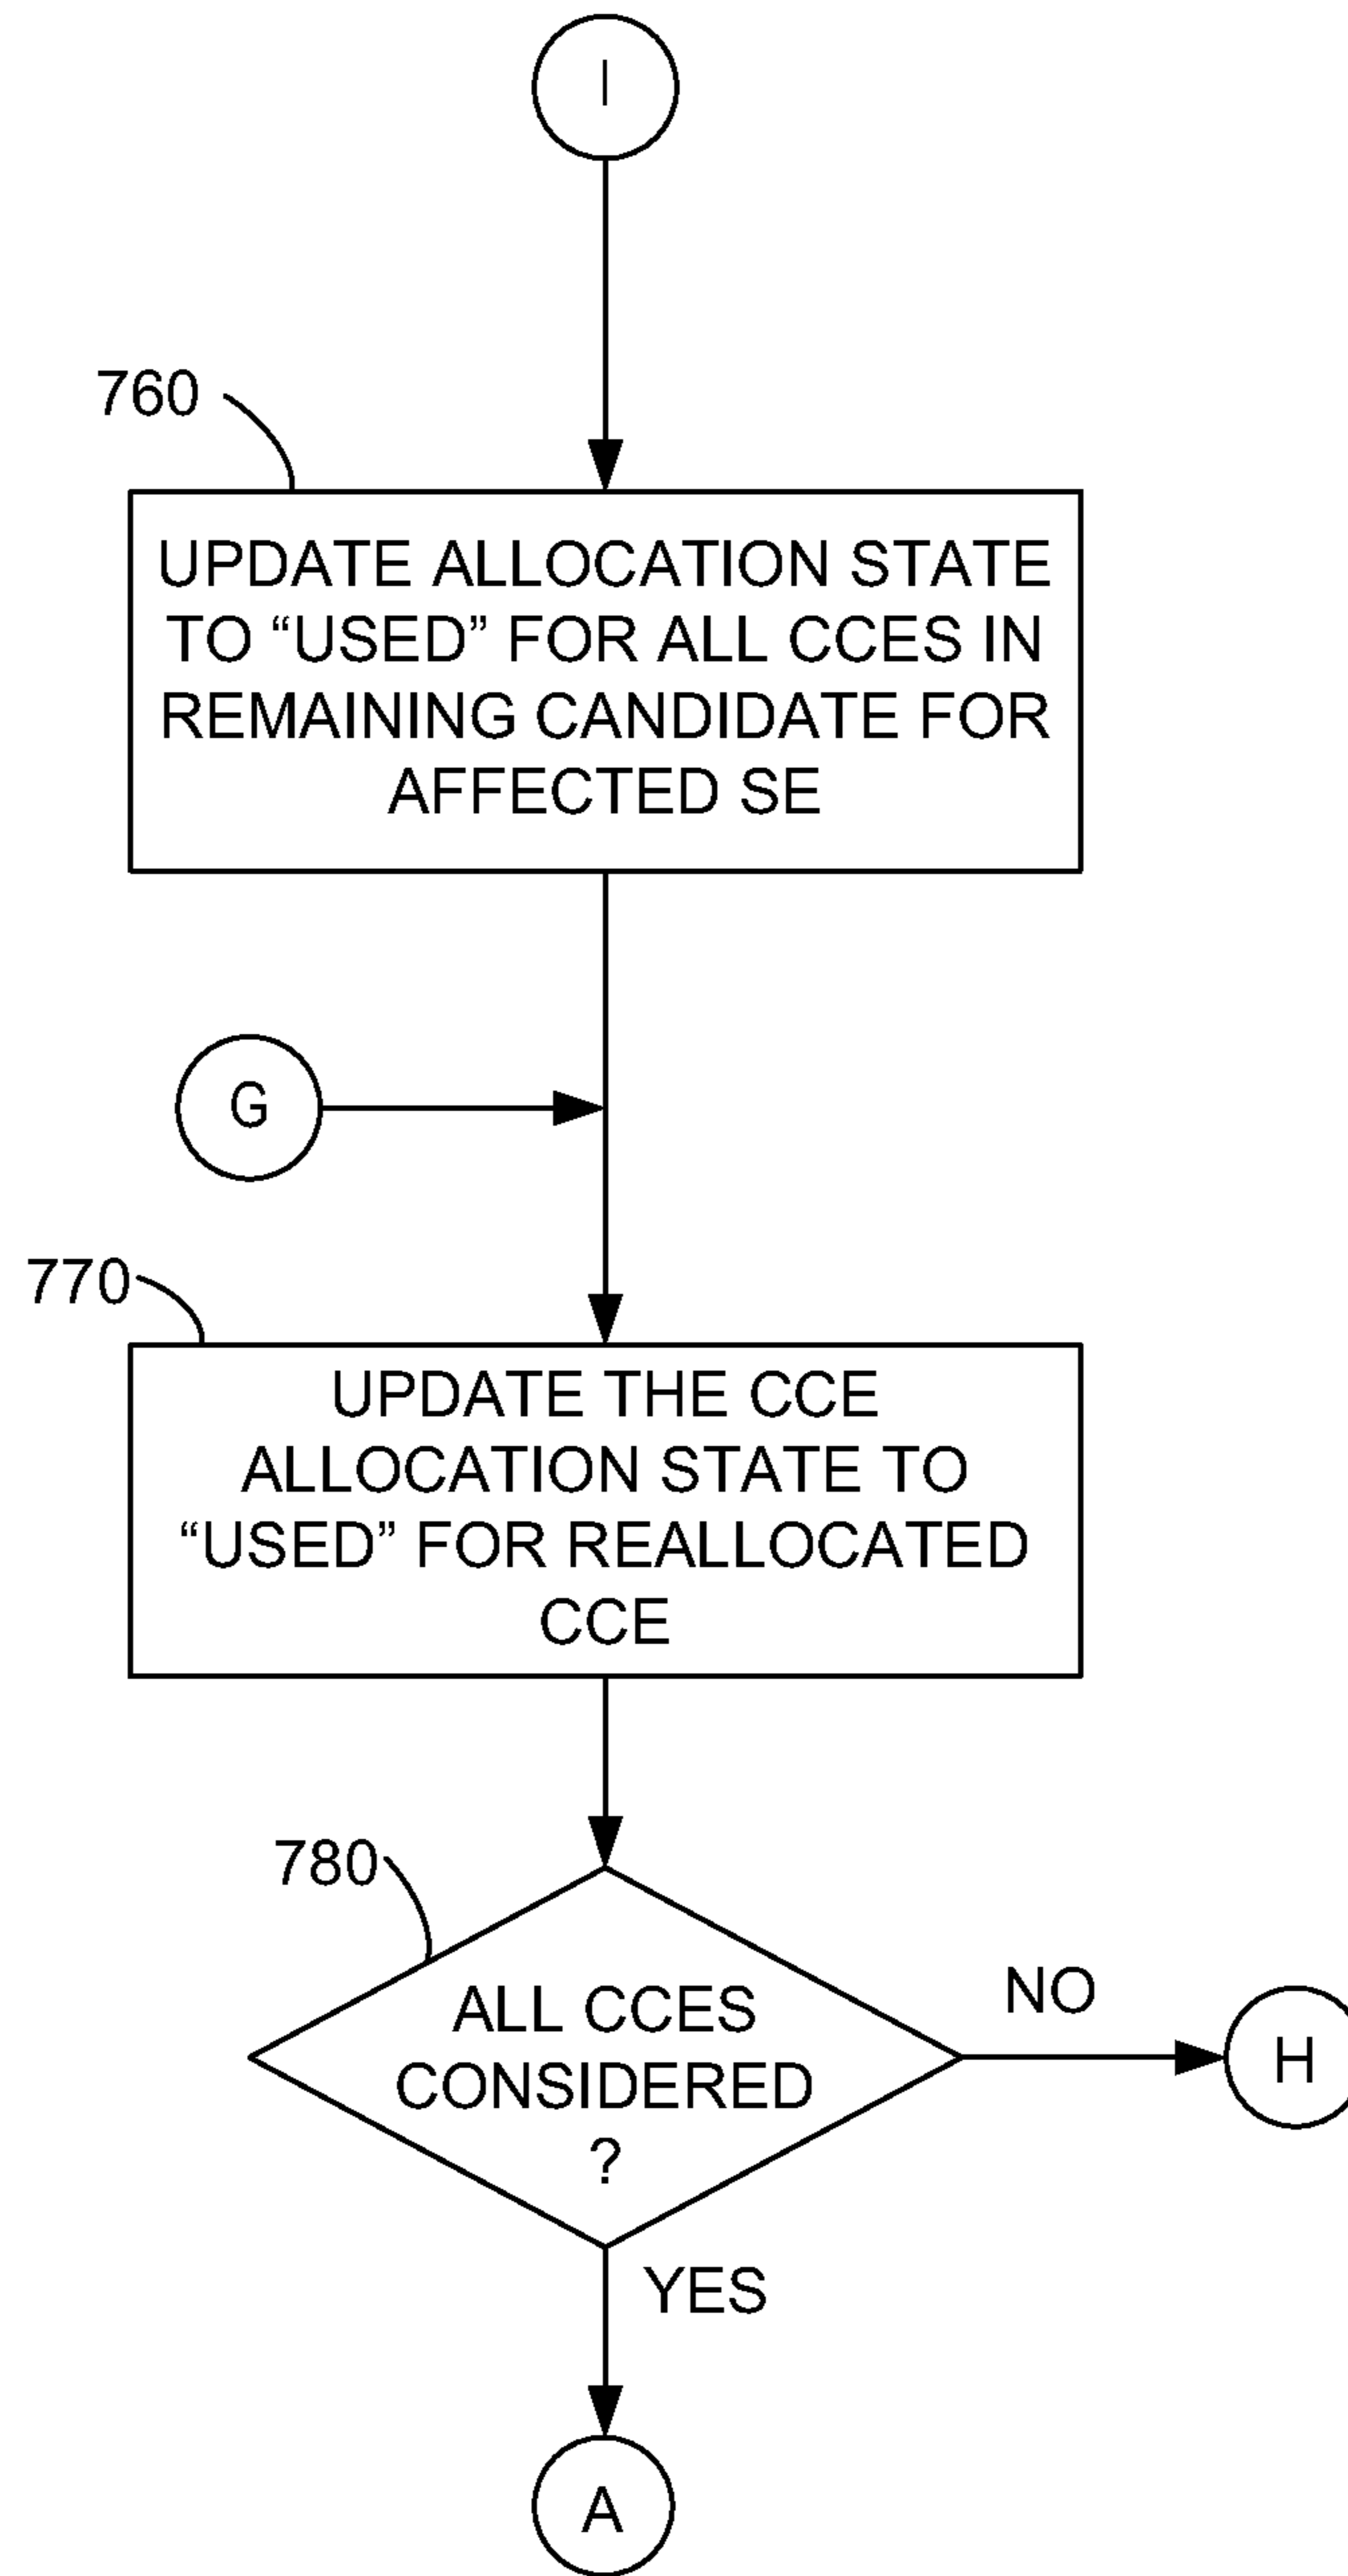 I
760
UPDATE ALLOCATION STATE
TO “USED” FOR ALL CCES IN
REMAINING CANDIDATE FOR
AFFECTED SE
G
770
UPDATE THE CCE
ALLOCATION STATE TO
“USED” FOR REALLOCATED
CCE
780
ALL CCES
CONSIDERED
?
NO
H
YES
A